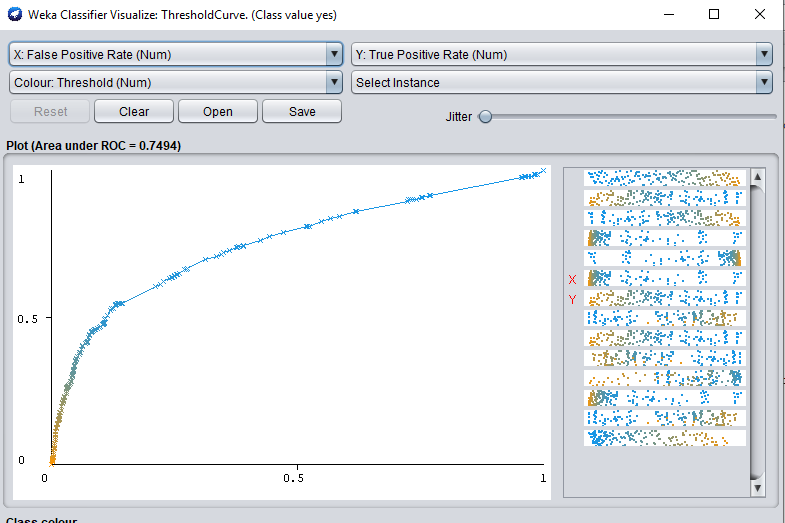 Weka Classifier Visualize: ThresholdCurve. (Class value yes)
X: False Positive Rate (Num) Y: True Positive Rate (Num)
Colour: Threshold (Num) Select Instance
Reset Clear Open Save Jitter
Plot (Area under ROC = 0.7494)
1
0.5
0
0 0.5 1
X
Y
Class colour